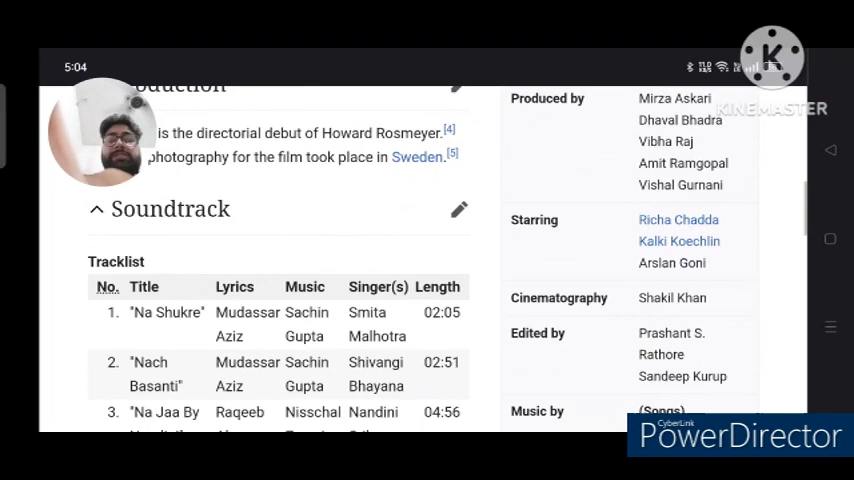 5:04
11.0
KB/S
K
KINEMASTER
is the directorial debut of Howard Rosmeyer.[4]
photography for the film took place in Sweden.[5]
Soundtrack
Tracklist
No. Title Lyrics Music Singer(s) Length
1. "Na Shukre" Mudassar Sachin Smita 02:05
Aziz Gupta Malhotra
2. "Nach Mudassar Sachin Shivangi 02:51
Basanti" Aziz Gupta Bhayana
3. "Na Jaa By Raqeeb Nisschal Nandini 04:56
Produced by Mirza Askari
Dhaval Bhadra
Vibha Raj
Amit Ramgopal
Vishal Gurnani
Starring Richa Chadda
Kalki Koechlin
Arslan Goni
Cinematography Shakil Khan
Edited by Prashant S.
Rathore
Sandeep Kurup
Music by (Songs)
CyberLink
PowerDirector